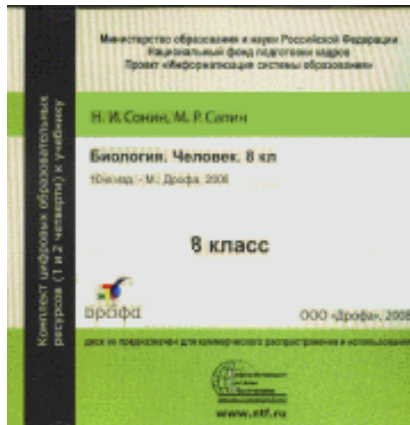 Министерство образования и науки Российской Федерации
Национальный фонд подготовки кадров
Проект «Информатизация системы образования»
Комплект цифровых образовательных
ресурсов (1 и 2 четверти) к учебнику
Н. И. Сонин, М. Р. Сапин
Биология. Человек. 8 кл
10-е изд. - М.: Дрофа, 2006
8 класс
дрофа
ООО «Дрофа», 2008
диск не предназначен для коммерческого распространения и использования
www.ntf.ru